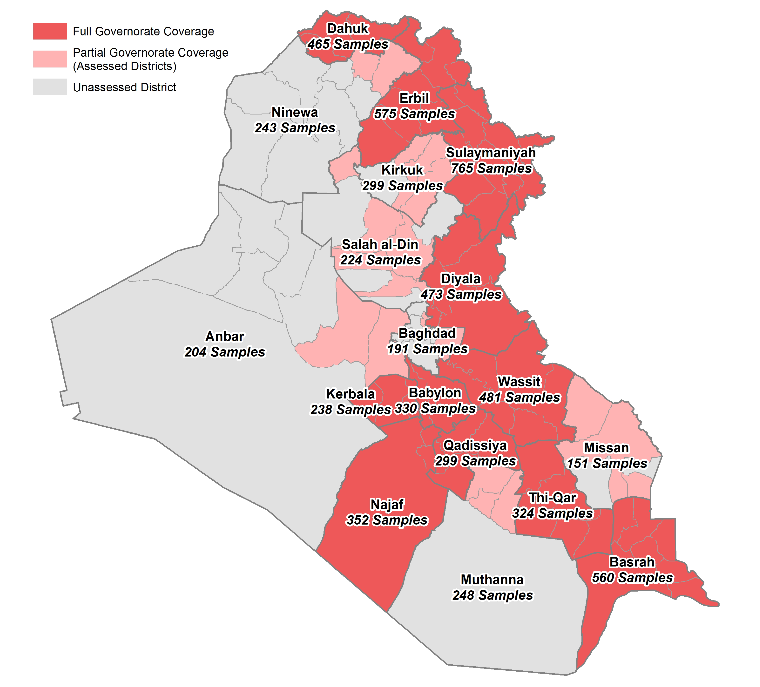 Full Governorate Coverage
Partial Governorate Coverage
(Assessed Districts)
Unassessed District
Dahuk
465 Samples
Ninewa
243 Samples
Erbil
575 Samples
Sulaymaniyah
765 Samples
Kirkuk
299 Samples
Salah al-Din
224 Samples
Diyala
473 Samples
Anbar
204 Samples
Baghdad
191 Samples
Wassit
481 Samples
Kerbala
238 Samples
Babylon
330 Samples
Qadissiya
299 Samples
Missan
151 Samples
Najaf
352 Samples
Thi-Qar
324 Samples
Basrah
560 Samples
Muthanna
248 Samples